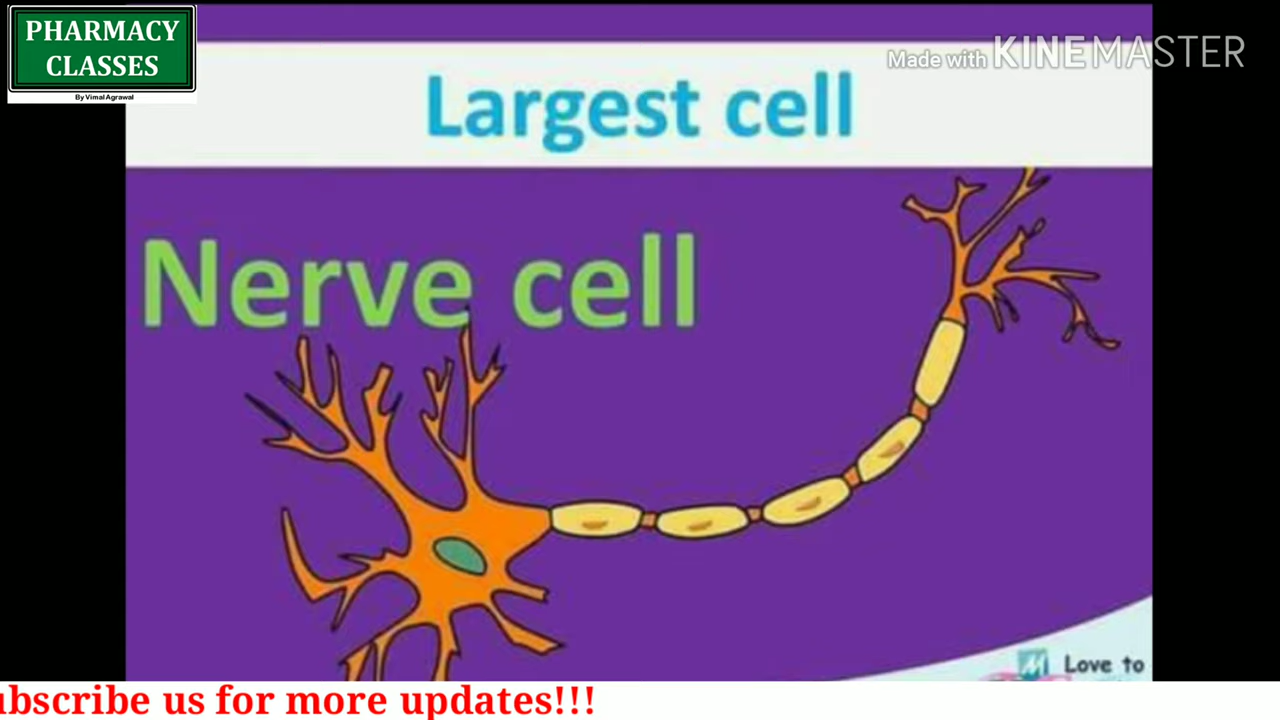 PHARMACY
CLASSES
By Vimal Agrawal
Made with KINEMASTER
Largest cell
Nerve cell
M Love to
ubscribe us for more updates!!!